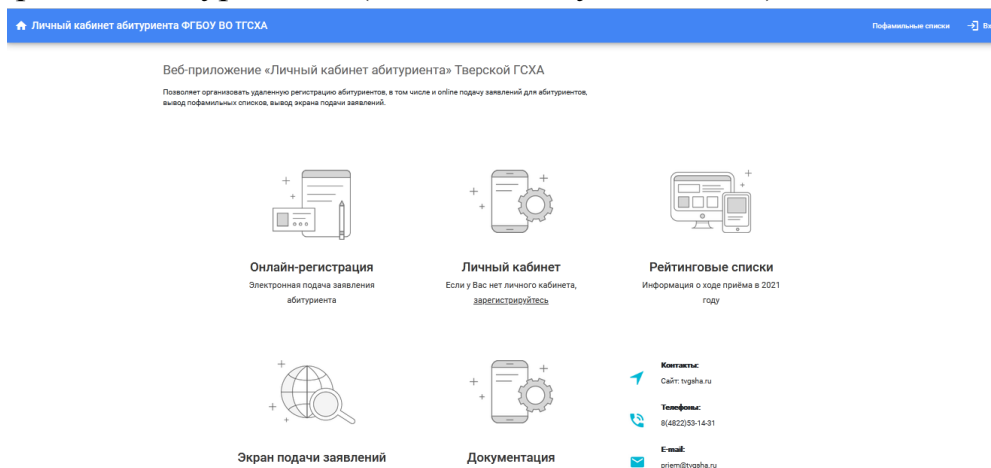 Личный кабинет абитуриента ФГБОУ ВО ТГСХА
Пофамильные списки
Веб-приложение «Личный кабинет абитуриента» Тверской ГСХА
Позволяет организовать удаленную регистрацию абитуриентов, в том числе и online подачу заявлений для абитуриентов,
вывод пофамильных списков, вывод экрана подачи заявлений.
Онлайн-регистрация
Электронная подача заявления
абитуриента
Личный кабинет
Если у Вас нет личного кабинета,
зарегистрируйтесь
Рейтинговые списки
Информация о ходе приёма в 2021
году
Экран подачи заявлений
Документация
Контакты:
Сайт: tvgsha.ru
Телефоны:
8(4822)53-14-31
E-mail:
priem@tvgsha.ru